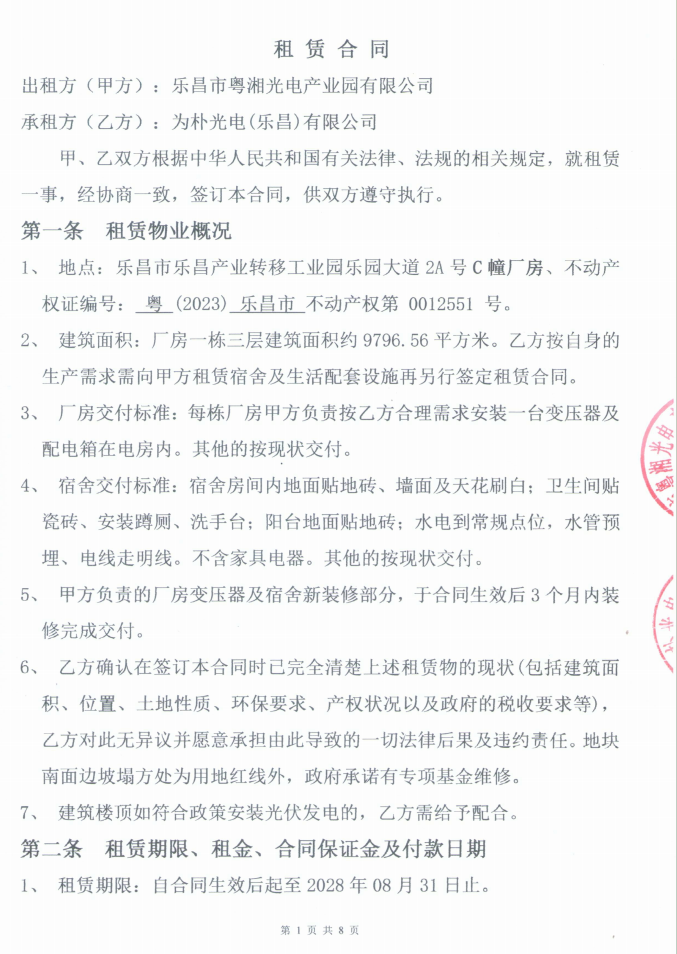 租赁合同
出租方（甲方）：乐昌市粤湘光电产业园有限公司
承租方（乙方）：为朴光电(乐昌)有限公司
甲、乙双方根据中华人民共和国有关法律、法规的相关规定，就租赁
一事，经协商一致，签订本合同，供双方遵守执行。
第一条 租赁物业概况
1、 地点：乐昌市乐昌产业转移工业园乐园大道 2A 号 C 幢厂房、不动产
权证编号： 粤 (2023) 乐昌市 不动产权第 0012551 号。
2、 建筑面积：厂房一栋三层建筑面积约 9796.56 平方米。乙方按自身的
生产需求需向甲方租赁宿舍及生活配套设施再另行签定租赁合同。
3、 厂房交付标准：每栋厂房甲方负责按乙方合理需求安装一台变压器及
配电箱在电房内。其他的按现状交付。
4、 宿舍交付标准：宿舍房间内地面贴地砖、墙面及天花刷白；卫生间贴
瓷砖、安装蹲厕、洗手台；阳台地面贴地砖；水电到常规点位，水管预
埋、电线走明线。不含家具电器。其他的按现状交付。
5、 甲方负责的厂房变压器及宿舍新装修部分，于合同生效后 3 个月内装
修完成交付。
6、 乙方确认在签订本合同时已完全清楚上述租赁物的现状(包括建筑面
积、位置、土地性质、环保要求、产权状况以及政府的税收要求等)，
乙方对此无异议并愿意承担由此导致的一切法律后果及违约责任。地块
南面边坡塌方处为用地红线外，政府承诺有专项基金维修。
7、 建筑楼顶如符合政策安装光伏发电的，乙方需给予配合。
第二条 租赁期限、租金、合同保证金及付款日期
1、 租赁期限：自合同生效后起至 2028 年 08 月 31 日止。
第 1 页 共 8 页
粤湘光电